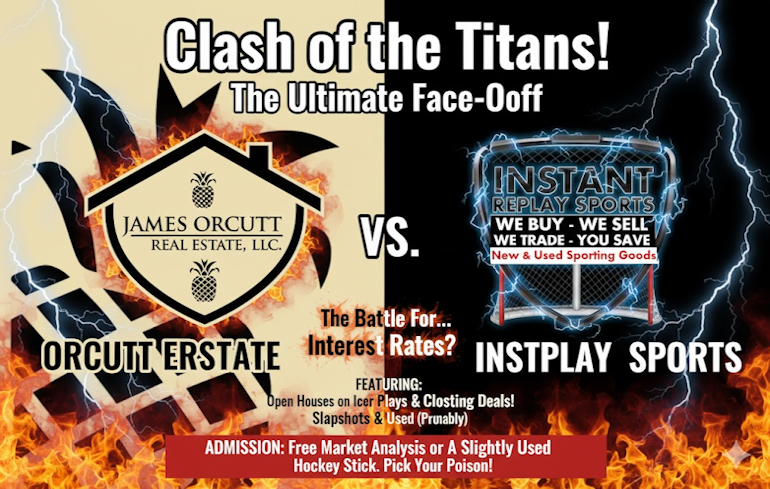 Clash of the Titans!
The Ultimate Face-Ooff
JAMES ORCUTT
REAL ESTATE, LLC.
VS.
INSTANT
REPLAY SPORTS
WE BUY - WE SELL
WE TRADE - YOU SAVE
New & Used Sporting Goods
The Battle For...
Interest Rates?
ORCUTT ERSTATE
INSTPLAY SPORTS
FEATURING:
Open Houses on Icer Plays & Closting Deals!
Slapshots & Used (Prunably)
ADMISSION: Free Market Analysis or A Slightly Used
Hockey Stick. Pick Your Poison!